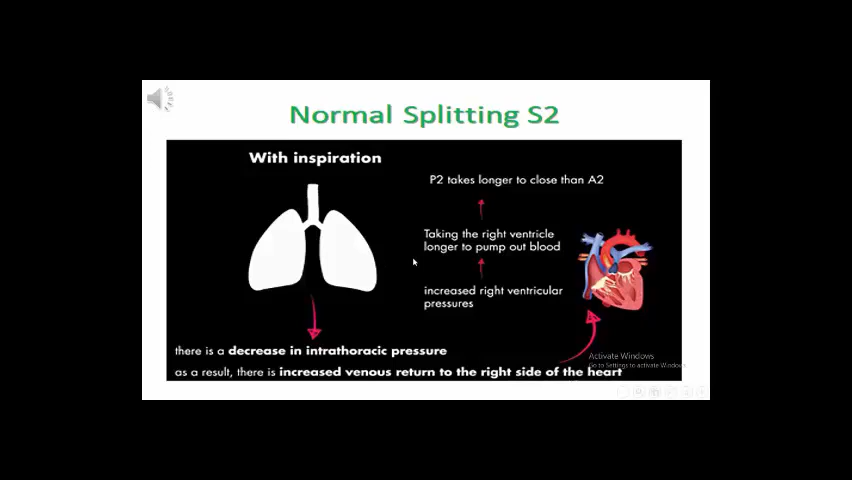 Normal Splitting S2
With inspiration
P2 takes longer to close than A2
Taking the right ventricle
longer to pump out blood
increased right ventricular
pressures
there is a decrease in intrathoracic pressure
as a result, there is increased venous return to the right side of the heart
Activate Windows
Go to Settings to activate Windows